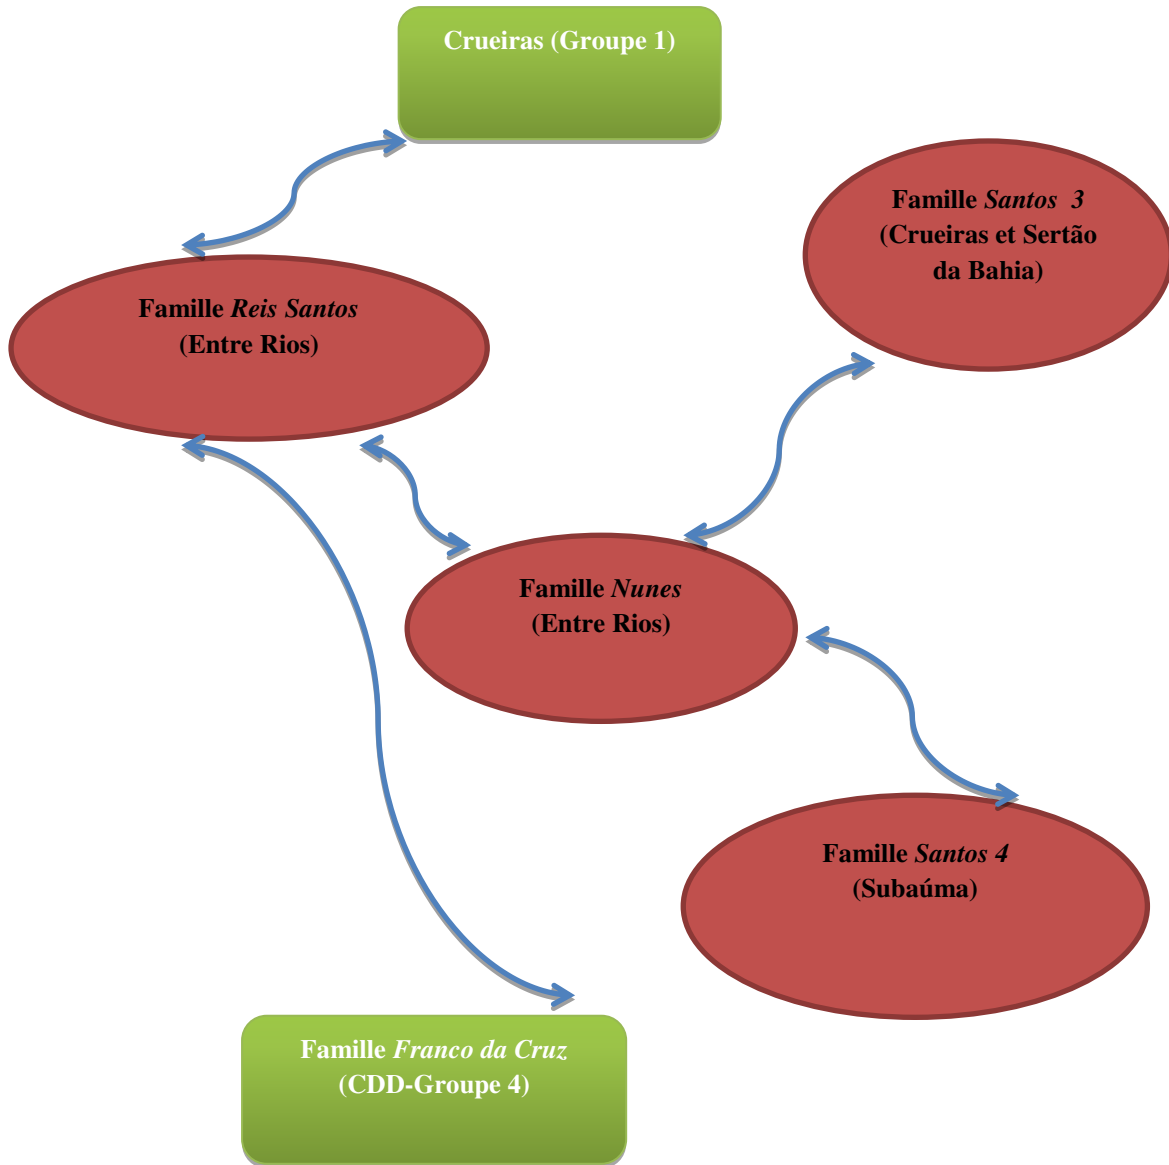 Crueiras (Groupe 1)
Famille Santos 3
(Crueiras et Sertão
da Bahia)
Famille Reis Santos
(Entre Rios)
Famille Nunes
(Entre Rios)
Famille Santos 4
(Subaúma)
Famille Franco da Cruz
(CDD-Groupe 4)